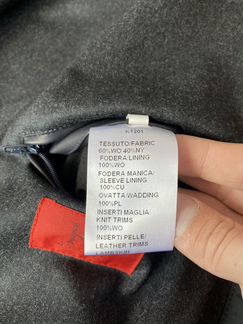 K1201
TESSUTO/FABRIC
60%WO 40%NY
FODERA/LINING
100%WO
FODERA MANICA/
SLEEVE LINING
100%CU
OVATTA/WADDING
100%PL
INSERTI MAGLIA/
KNIT TRIMS
100%WO
INSERTI PELLE/
LEATHER TRIMS
LAMBSKIN